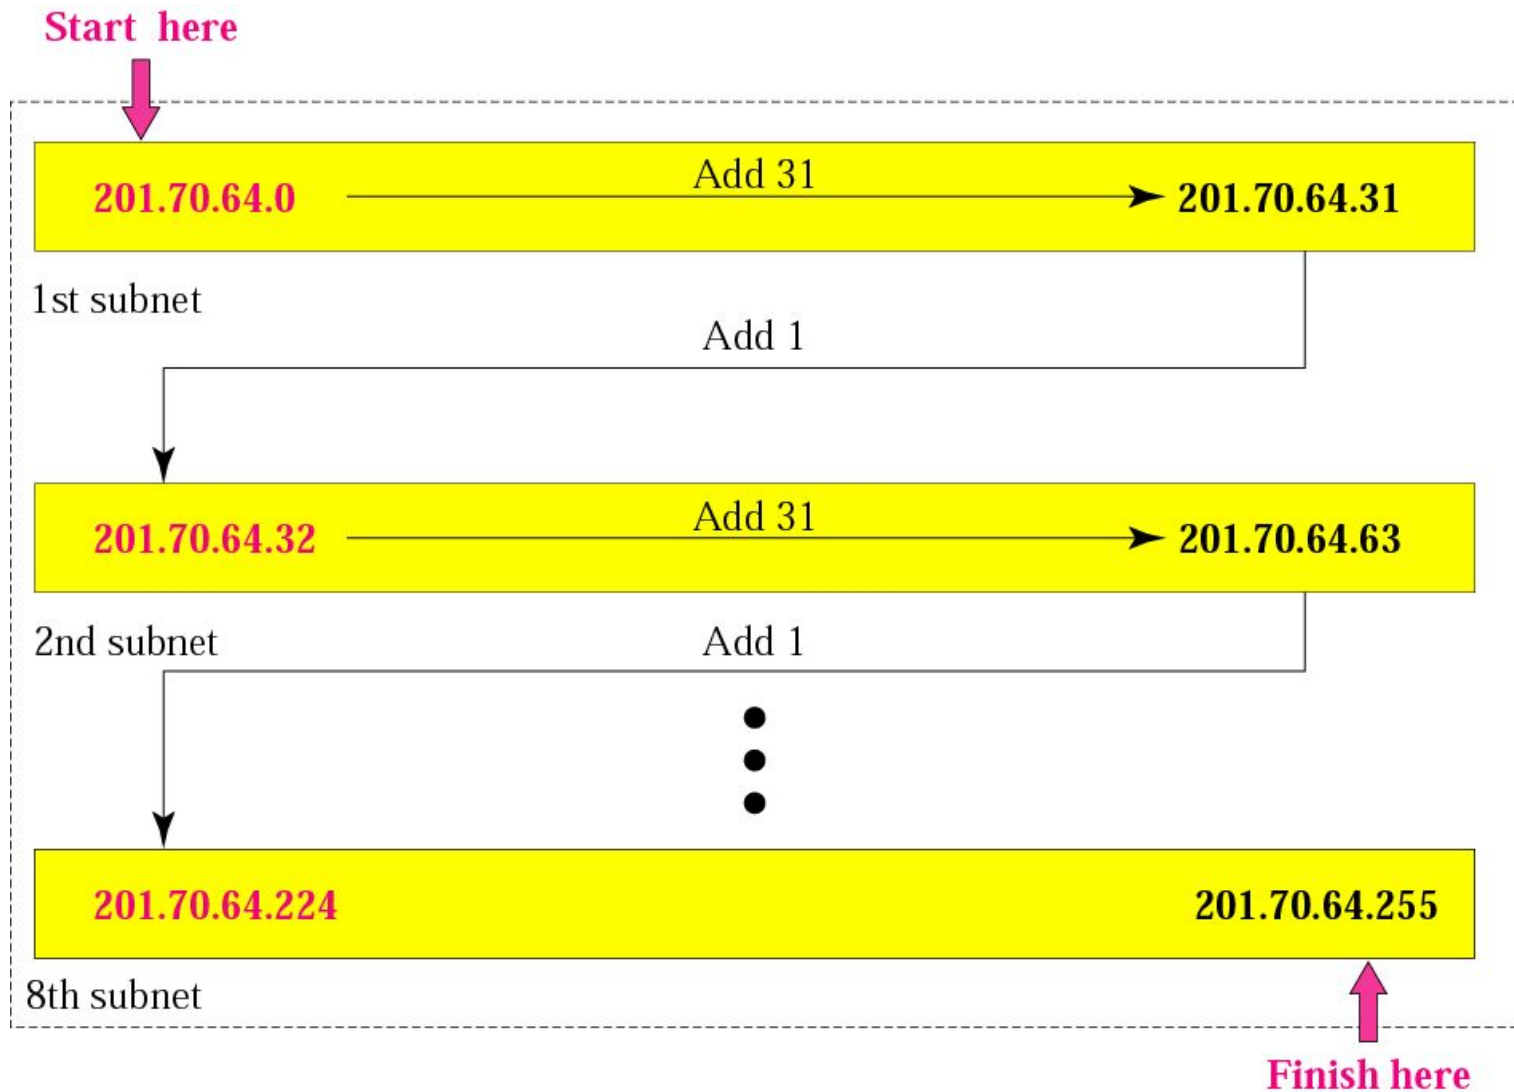 Start here
201.70.64.0
Add 31
201.70.64.31
1st subnet
Add 1
201.70.64.32
Add 31
201.70.64.63
2nd subnet
Add 1
201.70.64.224
201.70.64.255
8th subnet
Finish here